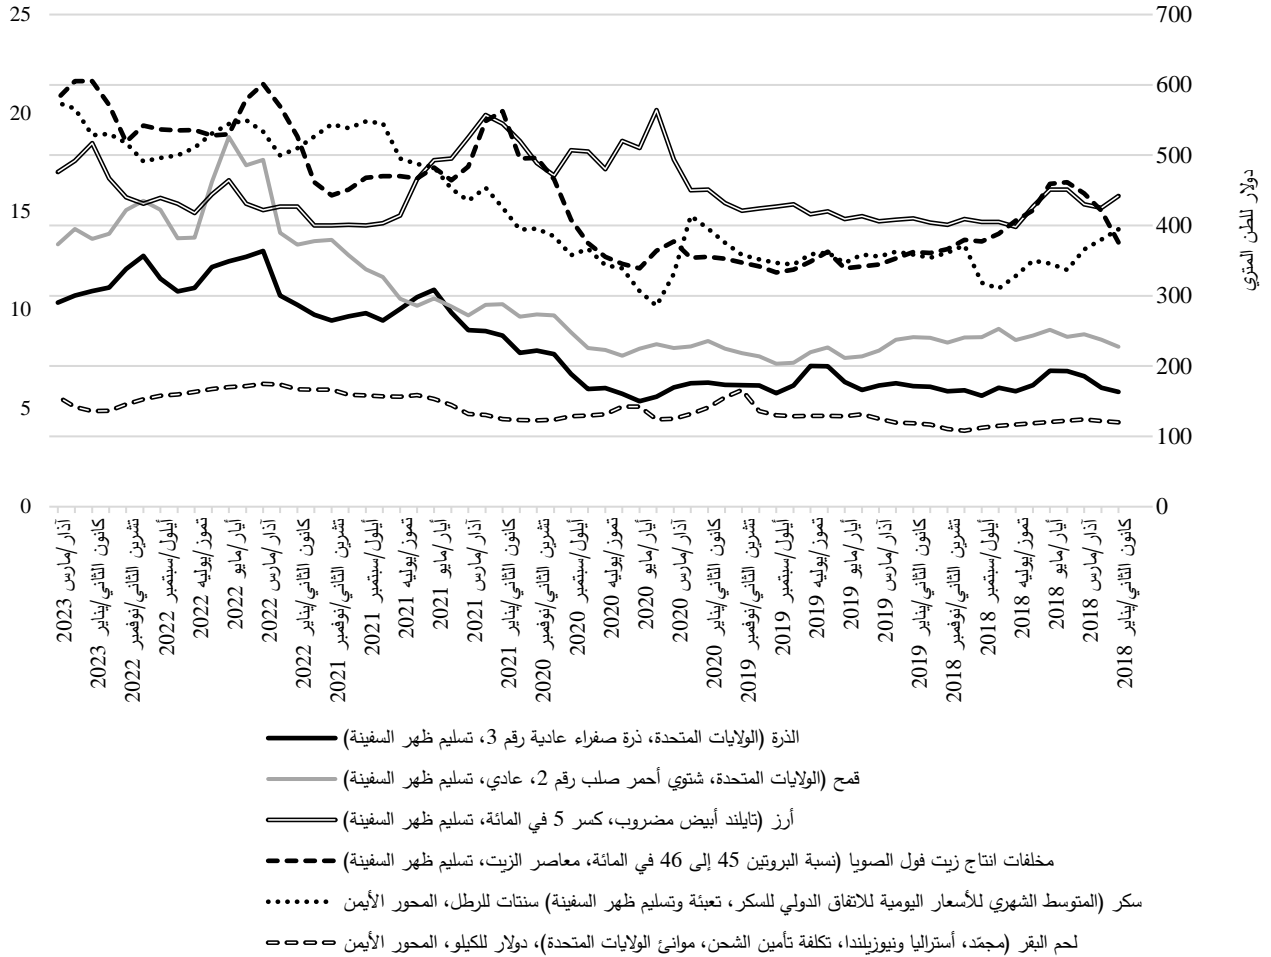 25
20
15
10
5
0
700
600
500
400
300
200
100
0
دولار للطن المتري
كانون الثاني/يناير 2018
آذار/مارس 2018
أيار/مايو 2018
تموز/يوليه 2018
أيلول/سبتمبر 2018
تشرين الثاني/نوفمبر 2018
كانون الثاني/يناير 2019
آذار/مارس 2019
أيار/مايو 2019
تموز/يوليه 2019
أيلول/سبتمبر 2019
تشرين الثاني/نوفمبر 2019
كانون الثاني/يناير 2020
آذار/مارس 2020
أيار/مايو 2020
تموز/يوليه 2020
أيلول/سبتمبر 2020
تشرين الثاني/نوفمبر 2020
كانون الثاني/يناير 2021
آذار/مارس 2021
أيار/مايو 2021
تموز/يوليه 2021
أيلول/سبتمبر 2021
تشرين الثاني/نوفمبر 2021
كانون الثاني/يناير 2022
آذار/مارس 2022
أيار/مايو 2022
تموز/يوليه 2022
أيلول/سبتمبر 2022
تشرين الثاني/نوفمبر 2022
كانون الثاني/يناير 2023
آذار/مارس 2023
الذرة (الولايات المتحدة، ذرة صفراء عادية رقم 3، تسليم ظهر السفينة)
قمح (الولايات المتحدة، شتوي أحمر صلب رقم 2، عادي، تسليم ظهر السفينة)
أرز (تايلند أبيض مضروب، كسر 5 في المائة، تسليم ظهر السفينة)
مخلفات انتاج زيت فول الصويا (نسبة البروتين 45 إلى 46 في المائة، معاصر الزيت، تسليم ظهر السفينة)
سكر (المتوسط الشهري للأسعار اليومية للاتفاق الدولي للسكر، تعبئة وتسليم ظهر السفينة) سنتات للرطل، المحور الأيمن
لحم البقر (مجمّد، أستراليا ونيوزيلندا، تكلفة تأمين الشحن، موانئ الولايات المتحدة)، دولار للكيلو، المحور الأيمن